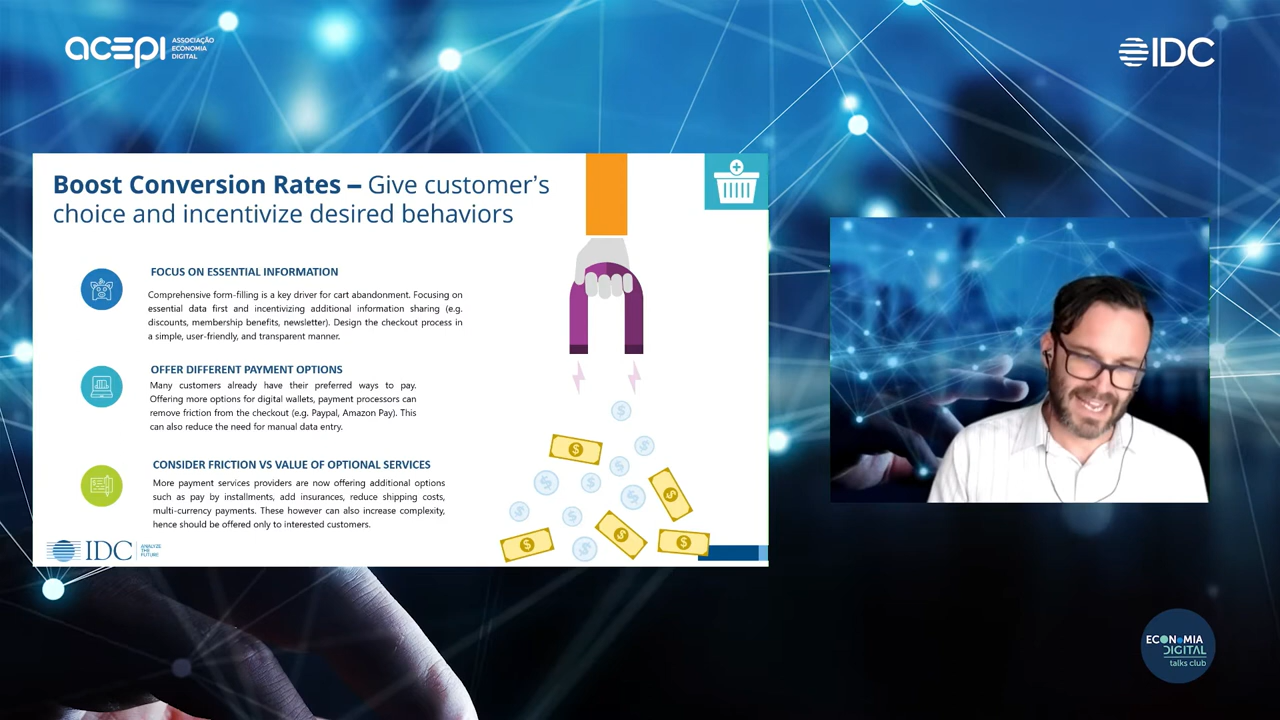 acepi
ASSOCIAÇÃO
ECONOMIA
DIGITAL
IDC
Boost Conversion Rates – Give customer's
choice and incentivize desired behaviors
FOCUS ON ESSENTIAL INFORMATION
Comprehensive form-filling is a key driver for cart abandonment. Focusing on
essential data first and incentivizing additional information sharing (e.g.
discounts, membership benefits, newsletter). Design the checkout process in
a simple, user-friendly, and transparent manner.
OFFER DIFFERENT PAYMENT OPTIONS
Many customers already have their preferred ways to pay.
Offering more options for digital wallets, payment processors can
remove friction from the checkout (e.g. Paypal, Amazon Pay). This
can also reduce the need for manual data entry.
CONSIDER FRICTION VS VALUE OF OPTIONAL SERVICES
More payment services providers are now offering additional options
such as pay by installments, add insurances, reduce shipping costs,
multi-currency payments. These however can also increase complexity,
hence should be offered only to interested customers.
IDC
ANALYZE
THE
FUTURE
ECONOMIA
DIGITAL
talks club